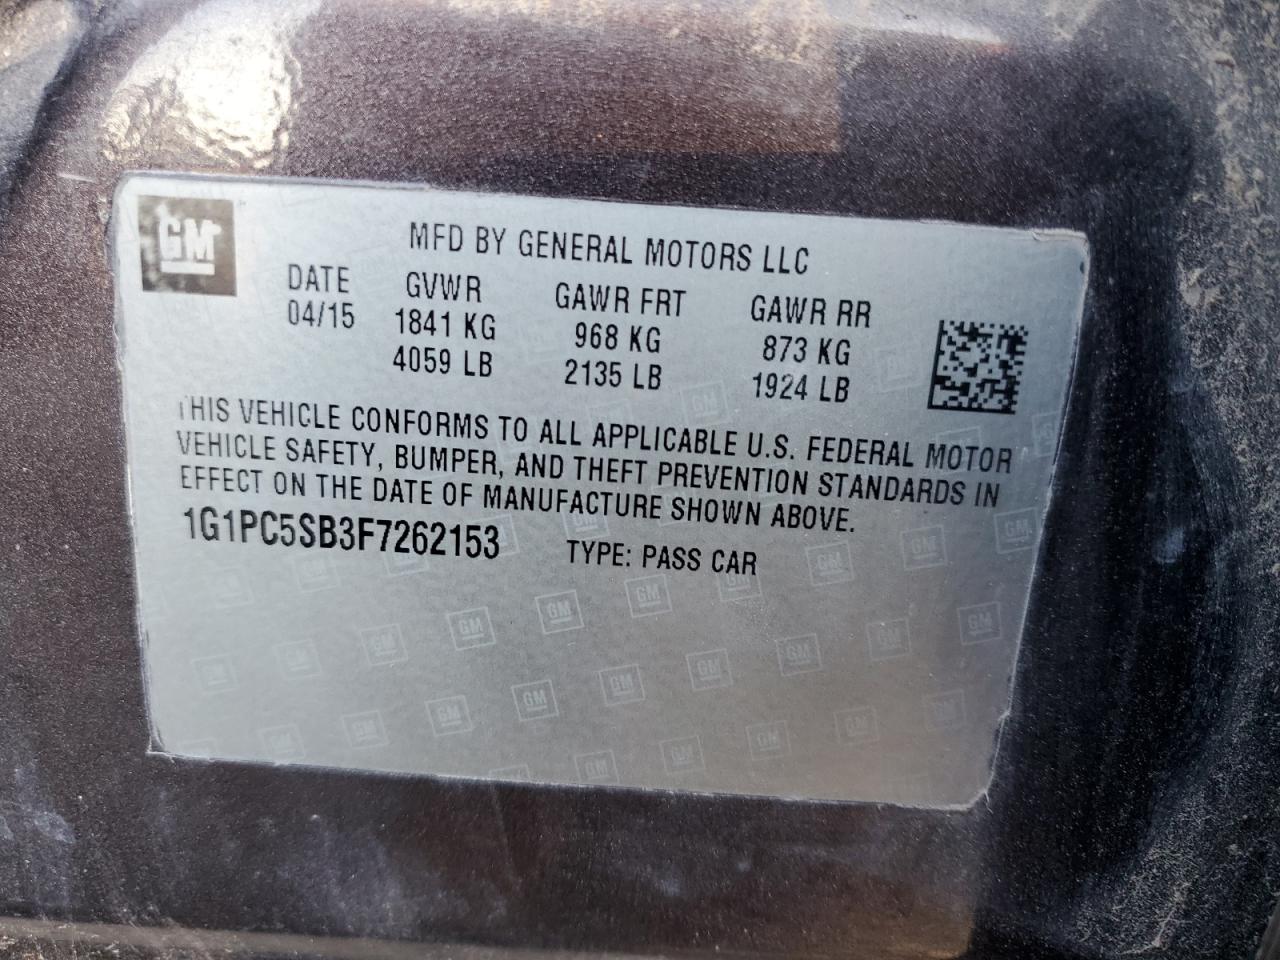 GM
MFD BY GENERAL MOTORS LLC
DATE GVWR GAWR FRT GAWR RR
04/15 1841 KG 968 KG 873 KG
4059 LB 2135 LB 1924 LB
THIS VEHICLE CONFORMS TO ALL APPLICABLE U.S. FEDERAL MOTOR
VEHICLE SAFETY, BUMPER, AND THEFT PREVENTION STANDARDS IN
EFFECT ON THE DATE OF MANUFACTURE SHOWN ABOVE.
1G1PC5SB3F7262153 TYPE: PASS CAR